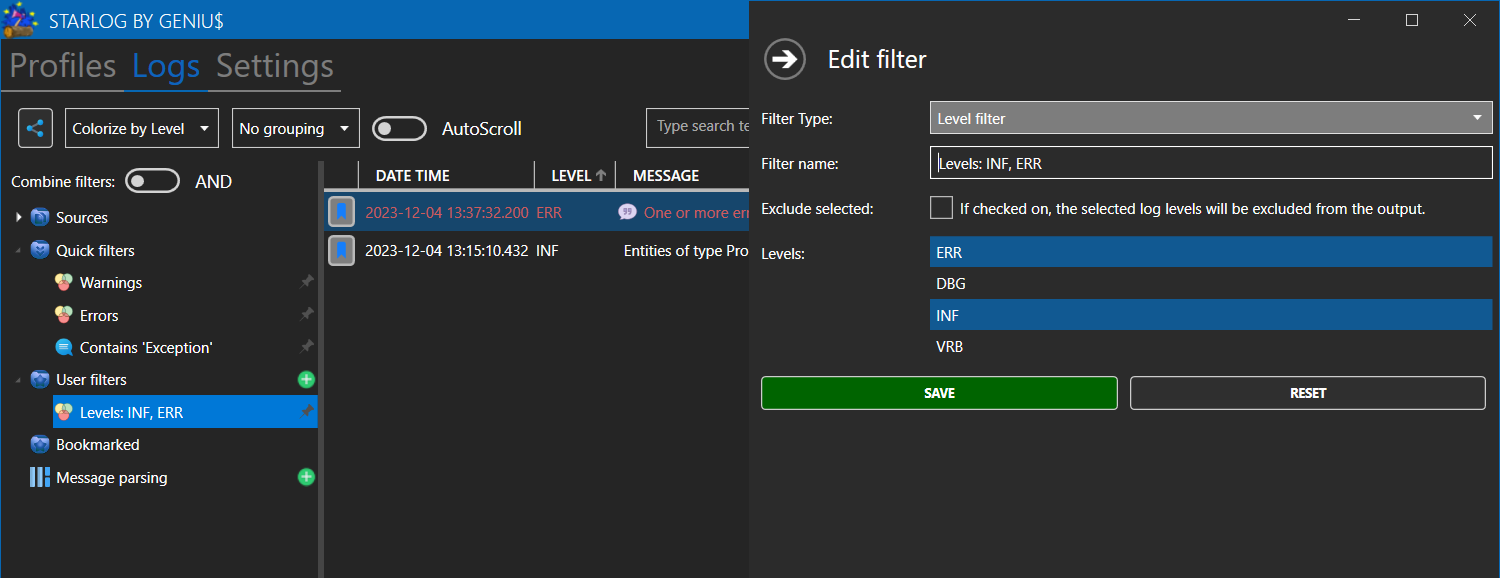 STARLOG BY GENIU$
Profiles Logs Settings
Colorize by Level No grouping AutoScroll Type search te
Combine filters: AND
Sources
Quick filters
Warnings
Errors
Contains 'Exception'
User filters
Levels: INF, ERR
Bookmarked
Message parsing
DATE TIME LEVEL MESSAGE
2023-12-04 13:37:32.200 ERR One or more err
2023-12-04 13:15:10.432 INF Entities of type Pro
Edit filter
Filter Type: Level filter
Filter name: Levels: INF, ERR
Exclude selected: If checked on, the selected log levels will be excluded from the output.
Levels: ERR
DBG
INF
VRB
SAVE RESET